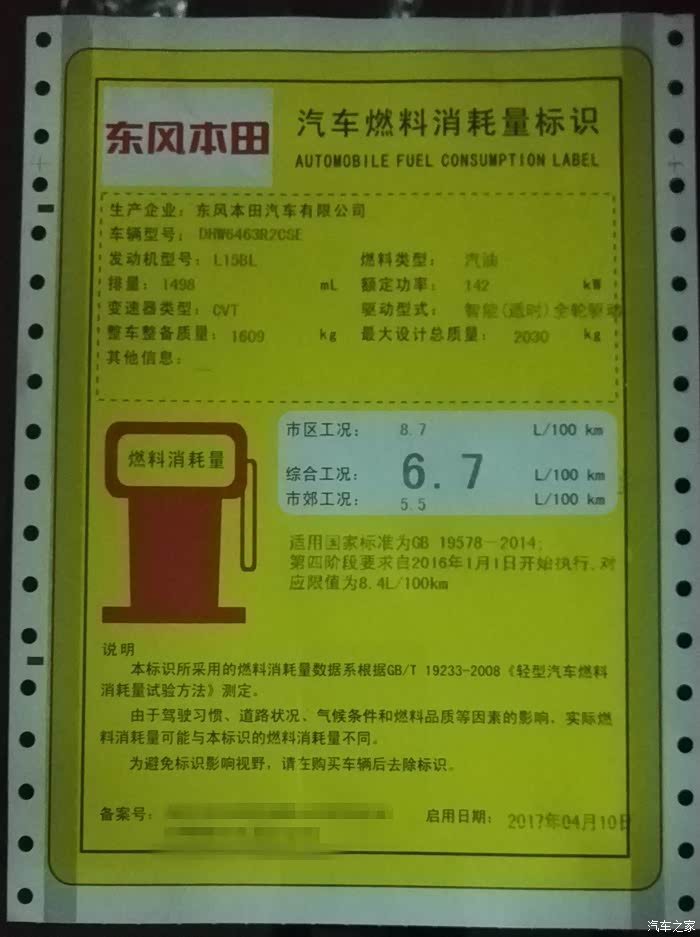 东风本田
汽车燃料消耗量标识
AUTOMOBILE FUEL CONSUMPTION LABEL
生产企业: 东风本田汽车有限公司
车辆型号: DHW6463R2CSE
发动机型号: L15BL 燃料类型: 汽油
排量: 1498 mL 额定功率: 142 kW
变速器类型: CVT 驱动型式: 智能(适时)全轮驱动
整车整备质量: 1609 kg 最大设计总质量: 2030 kg
其他信息: __
燃料消耗量
市区工况: 8.7 L/100 km
综合工况: 6.7 L/100 km
市郊工况: 5.5 L/100 km
适用国家标准为GB 19578-2014;
第四阶段要求自2016年1月1日开始执行,对
应限值为8.4L/100km
说明
本标识所采用的燃料消耗量数据系根据GB/T 19233-2008《轻型汽车燃料
消耗量试验方法》测定。
由于驾驶习惯、道路状况、气候条件和燃料品质等因素的影响,实际燃
料消耗量可能与本标识的燃料消耗量不同。
为避免标识影响视野,请在购买车辆后去除标识。
备案号: 启用日期: 2017年04月10日
汽车之家